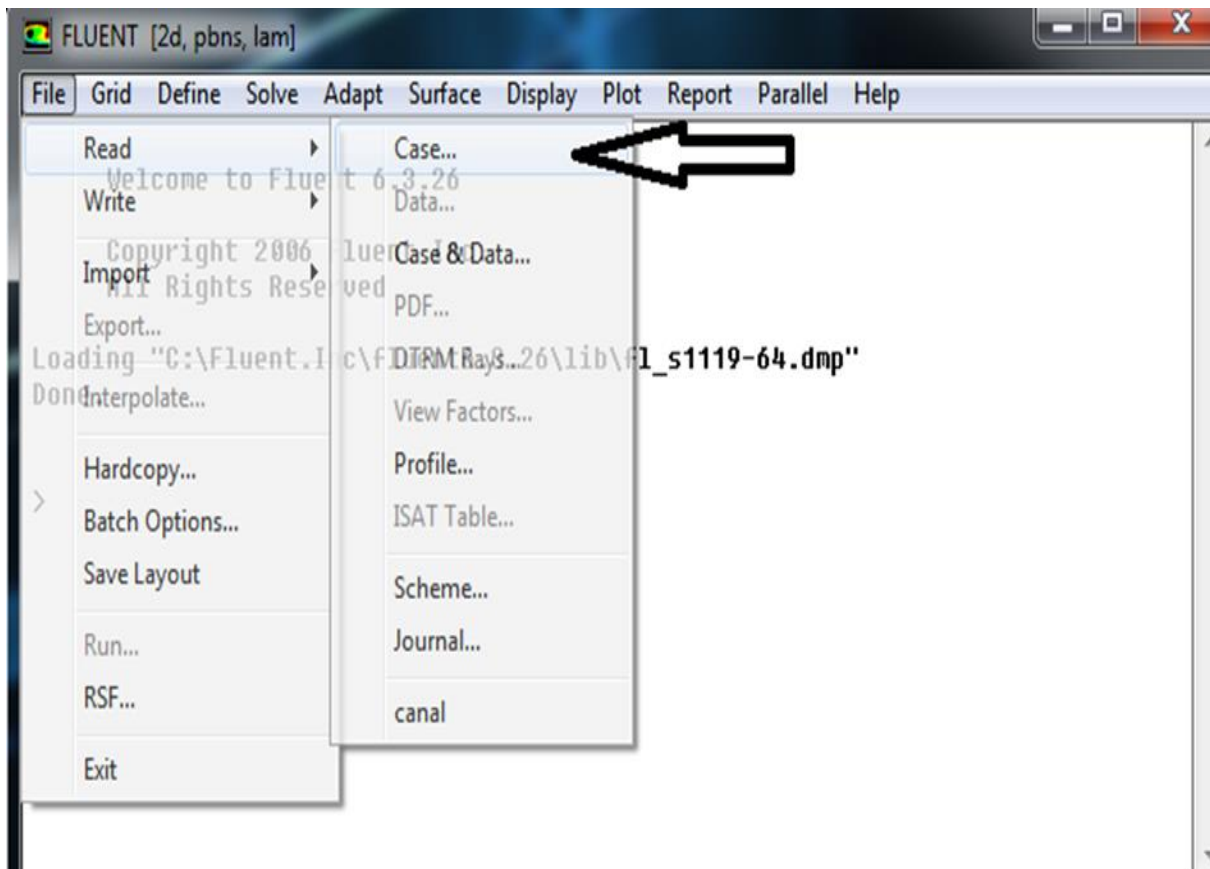 FLUENT [2d, pbns, lam]
File Grid Define Solve Adapt Surface Display Plot Report Parallel Help
Read
Write
Import
Export...
Interpolate...
Hardcopy...
Batch Options...
Save Layout
Run...
RSF...
Exit
Case...
Data...
Case & Data...
PDF...
DTRM Rays...
View Factors...
Profile...
ISAT Table...
Scheme...
Journal...
canal
Welcome to Flue t 6.3.26
Copyright 2006 luent Inc
All Rights Rese ved
Loading "C:\Fluent.I c\f 26\lib\fl_s1119-64.dmp"
Done.
>